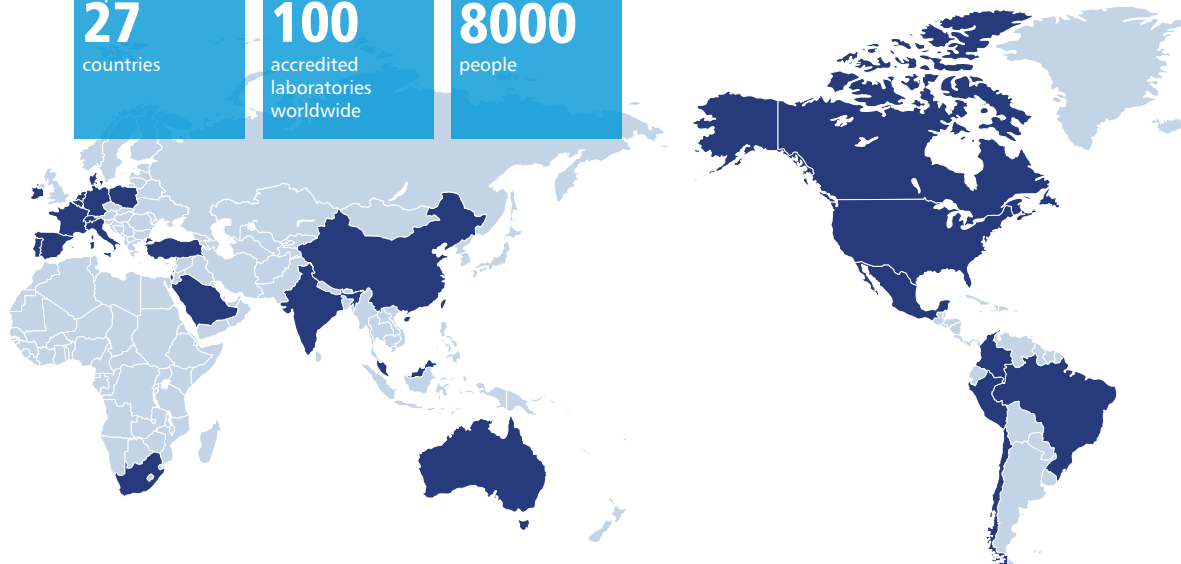 27
countries
100
accredited
laboratories
worldwide
8000
people